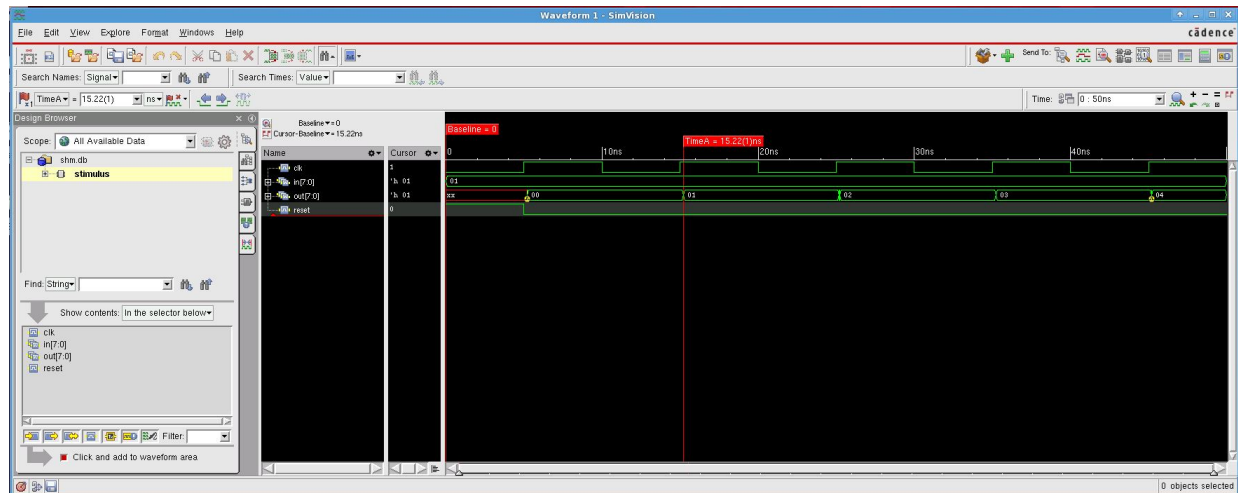 Waveform 1 - SimVision
File Edit View Explore Format Windows Help
cādence
Send To:
Search Names: Signal Search Times: Value
TimeA = 15.22(1) ns
Time: 0 : 50ns
Design Browser
Baseline = 0
Cursor-Baseline = 15.22ns
Scope: All Available Data
Baseline = 0
TimeA = 15.22(1)ns
Name Cursor 0 10ns 20ns 30ns 40ns
shm.db
stimulus
clk 1
in[7:0] 'h 01 01
out[7:0] 'h 01 xx 00 01 02 03 04
reset 0
Find: String
Show contents: In the selector below
clk
in[7:0]
out[7:0]
reset
Filter:
Click and add to waveform area
0 objects selected